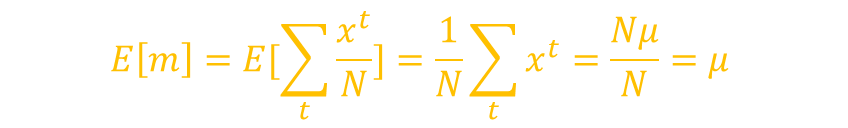 E[m] = E[∑_t x^t/N] = 1/N ∑_t x^t = Nμ/N = μ